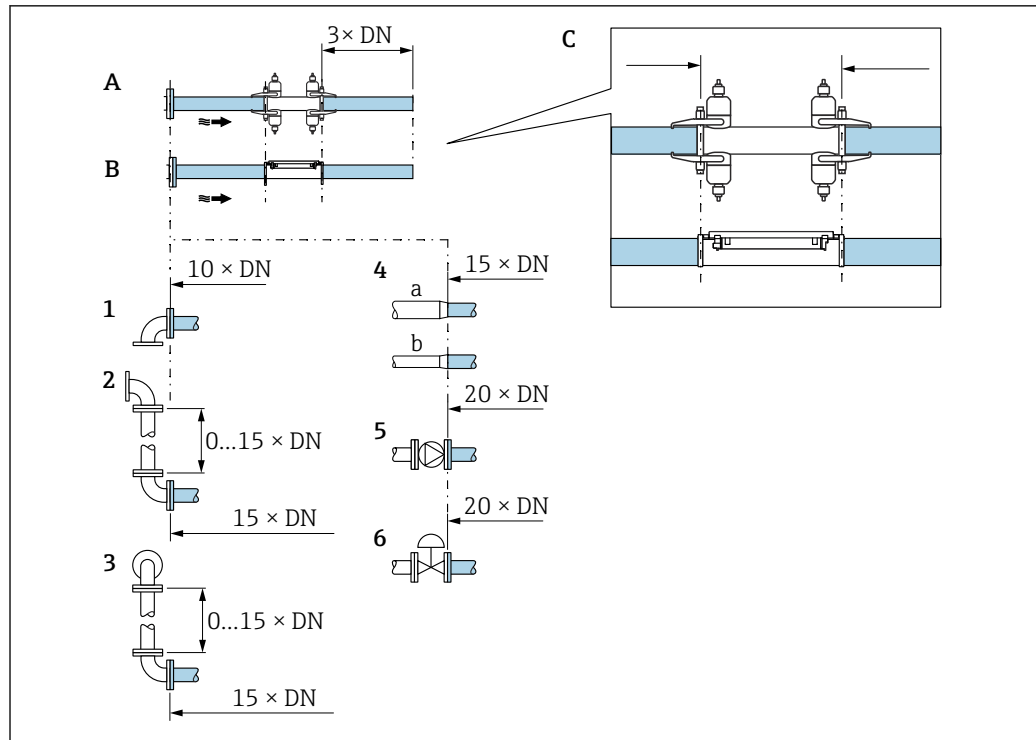 3× DN
A
B
C
10 × DN
1
2
0...15 × DN
15 × DN
3
0...15 × DN
15 × DN
4
15 × DN
a
b
20 × DN
5
20 × DN
6